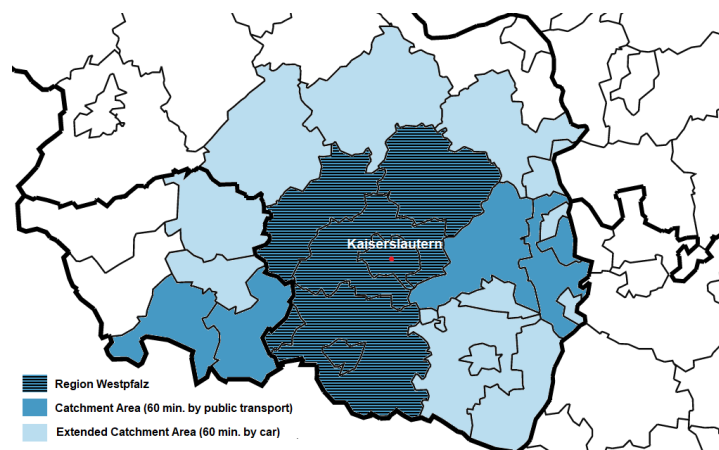 Kaiserslautern
Region Westpfalz
Catchment Area (60 min. by public transport)
Extended Catchment Area (60 min. by car)